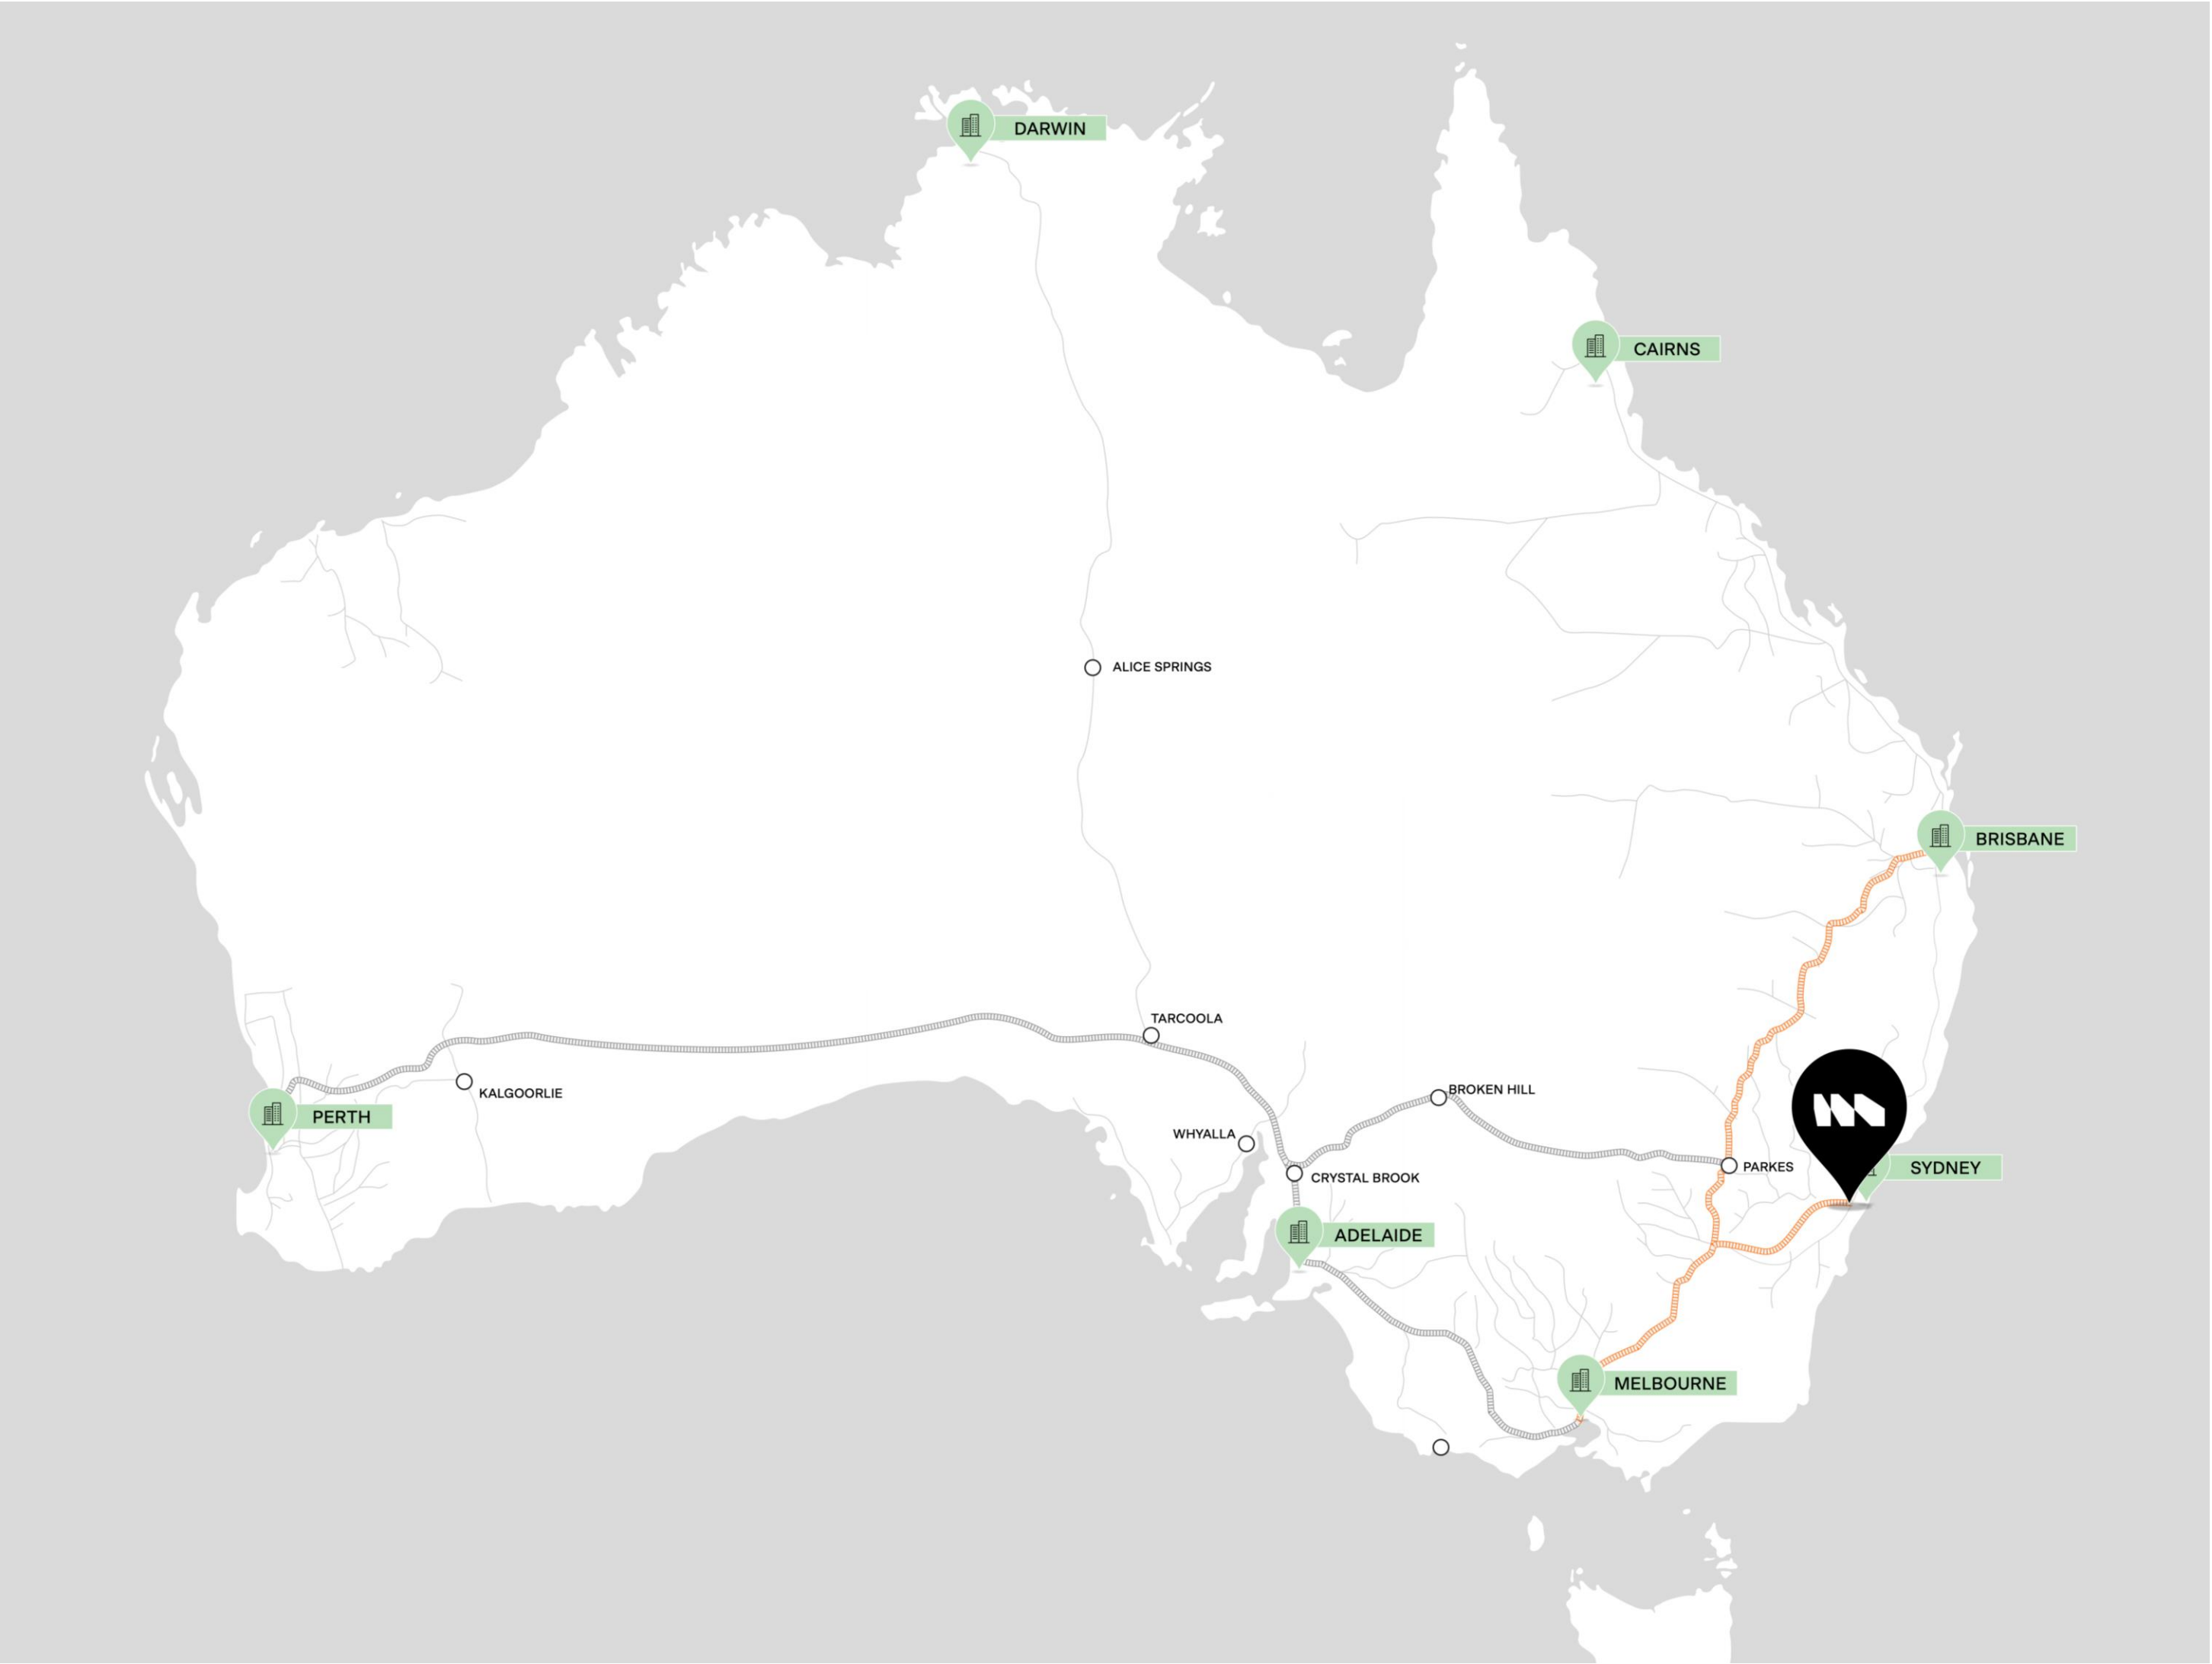 DARWIN
CAIRNS
ALICE SPRINGS
BRISBANE
TARCOOLA
KALGOORLIE
BROKEN HILL
PERTH
WHYALLA
PARKES
SYDNEY
CRYSTAL BROOK
ADELAIDE
MELBOURNE